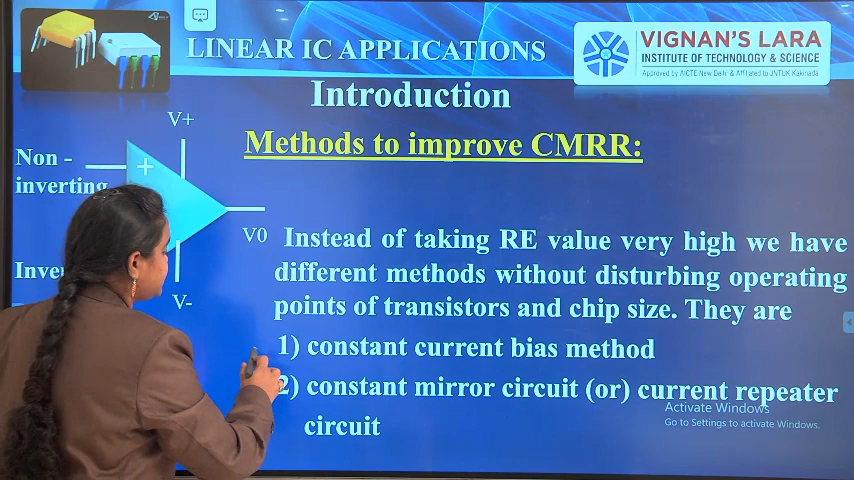 LINEAR IC APPLICATIONS
VIGNAN'S LARA
INSTITUTE OF TECHNOLOGY & SCIENCE
Approved by AICTE New Delhi & Affiliated to JNTUK Kakinada
Introduction
V+
Methods to improve CMRR:
Non -
inverting
+
V0
Inve
V-
Instead of taking RE value very high we have
different methods without disturbing operating
points of transistors and chip size. They are
1) constant current bias method
2) constant mirror circuit (or) current repeater
circuit
Activate Windows
Go to Settings to activate Windows.